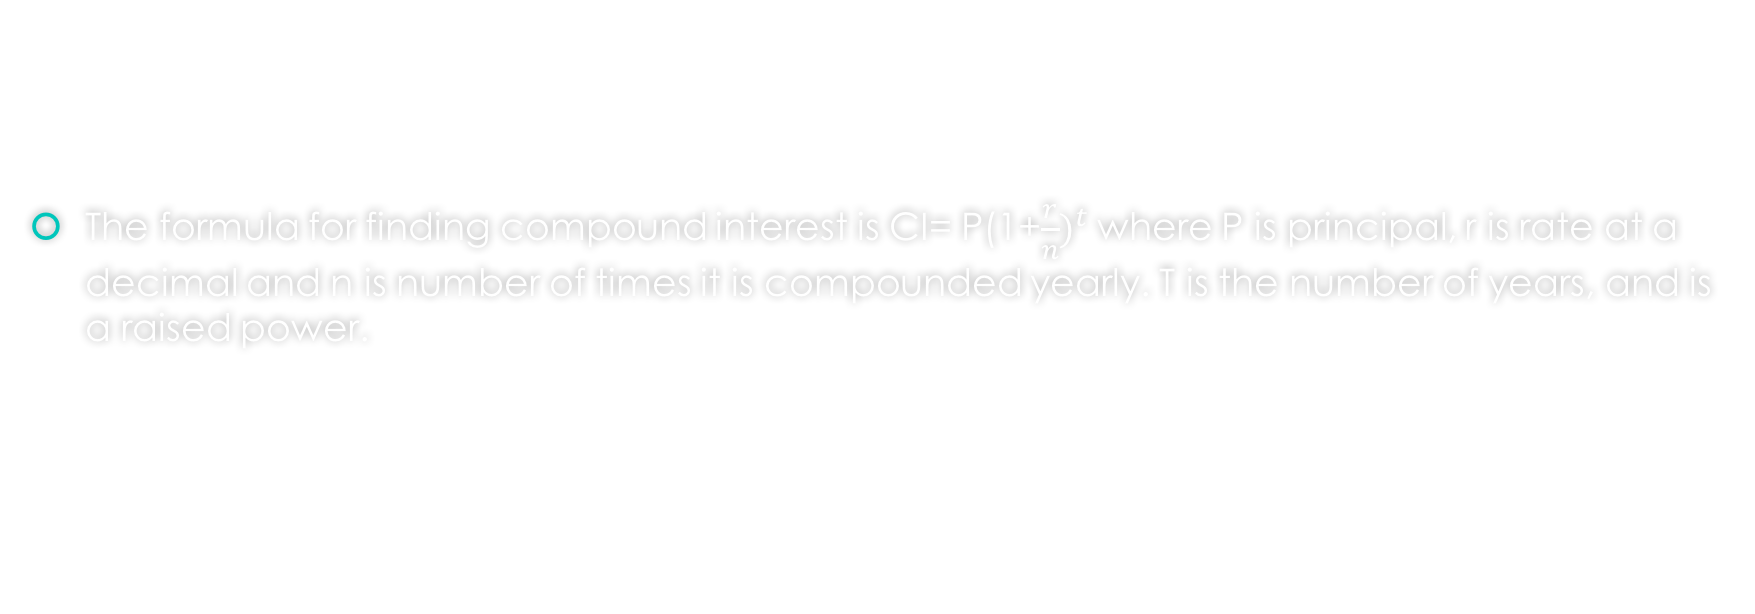 The formula for finding compound interest is CI= P(1+r/n)^t where P is principal, r is rate at a
decimal and n is number of times it is compounded yearly. T is the number of years, and is
a raised power.